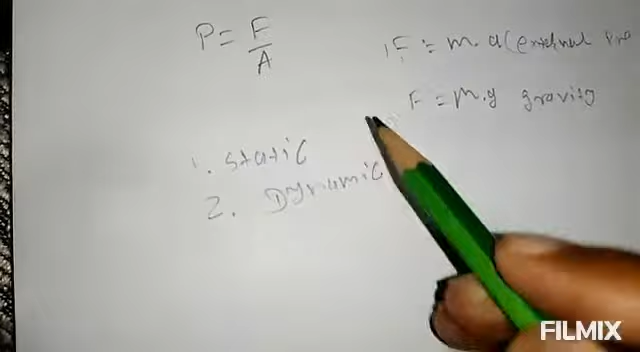 P = F/A
F = m.a (external
F = m.g gravity
1. Static
2. Dynamic
FILMIX